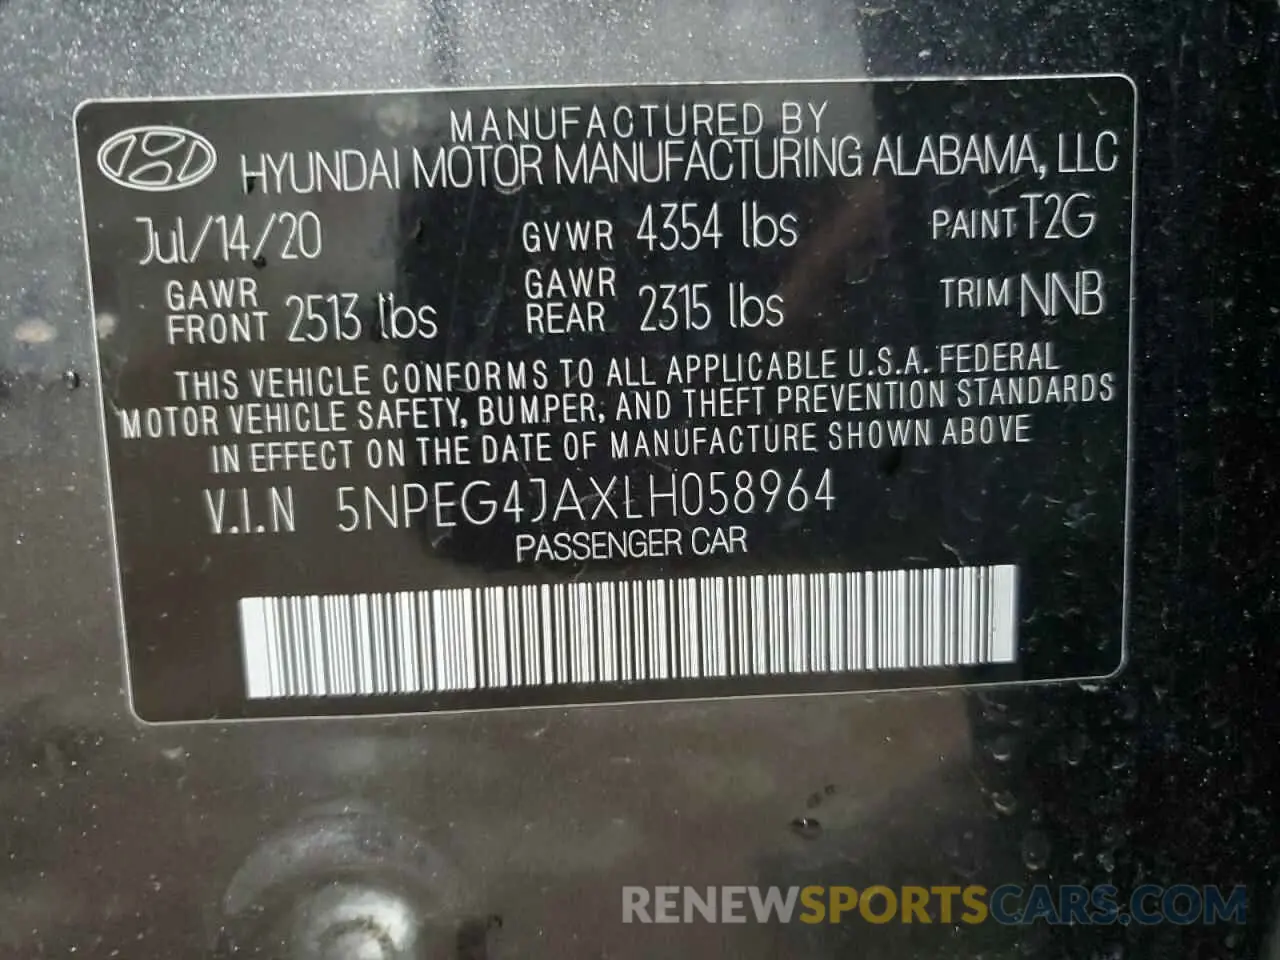 MANUFACTURED BY
HYUNDAI MOTOR MANUFACTURING ALABAMA, LLC
Jul/14/20 GVWR 4354 lbs PAINT T2G
GAWR FRONT 2513 lbs GAWR REAR 2315 lbs TRIM NNB
THIS VEHICLE CONFORMS TO ALL APPLICABLE U.S.A. FEDERAL
MOTOR VEHICLE SAFETY, BUMPER, AND THEFT PREVENTION STANDARDS
IN EFFECT ON THE DATE OF MANUFACTURE SHOWN ABOVE
V.I.N 5NPEG4JAXLH058964
PASSENGER CAR
RENEWSPORTSCARS.COM